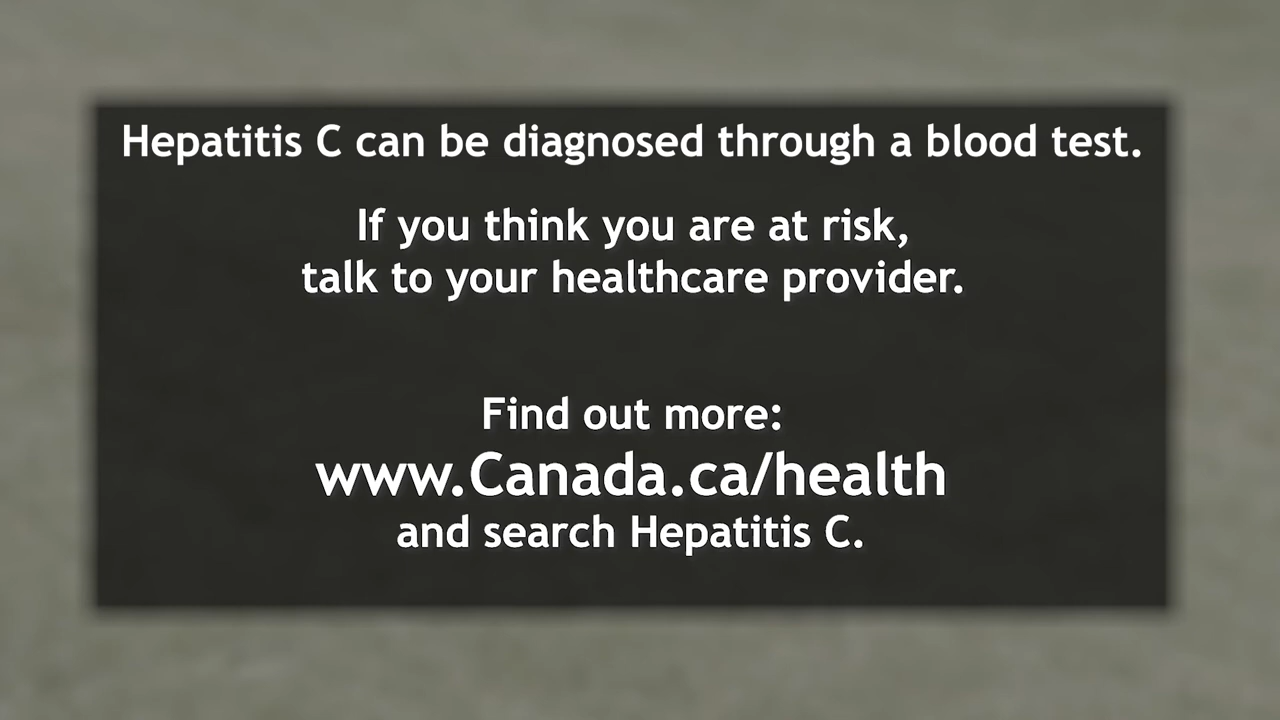 Hepatitis C can be diagnosed through a blood test.
If you think you are at risk,
talk to your healthcare provider.
Find out more:
www.Canada.ca/health
and search Hepatitis C.